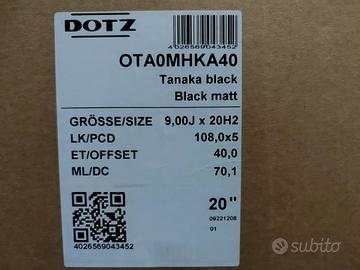 DOTZ
4026569043452
OTA0MHKA40
Tanaka black
Black matt
GRÖSSE/SIZE 9,00J x 20H2
LK/PCD 108,0x5
ET/OFFSET 40,0
ML/DC 70,1
20"
09221208
01
4026569043452
subito